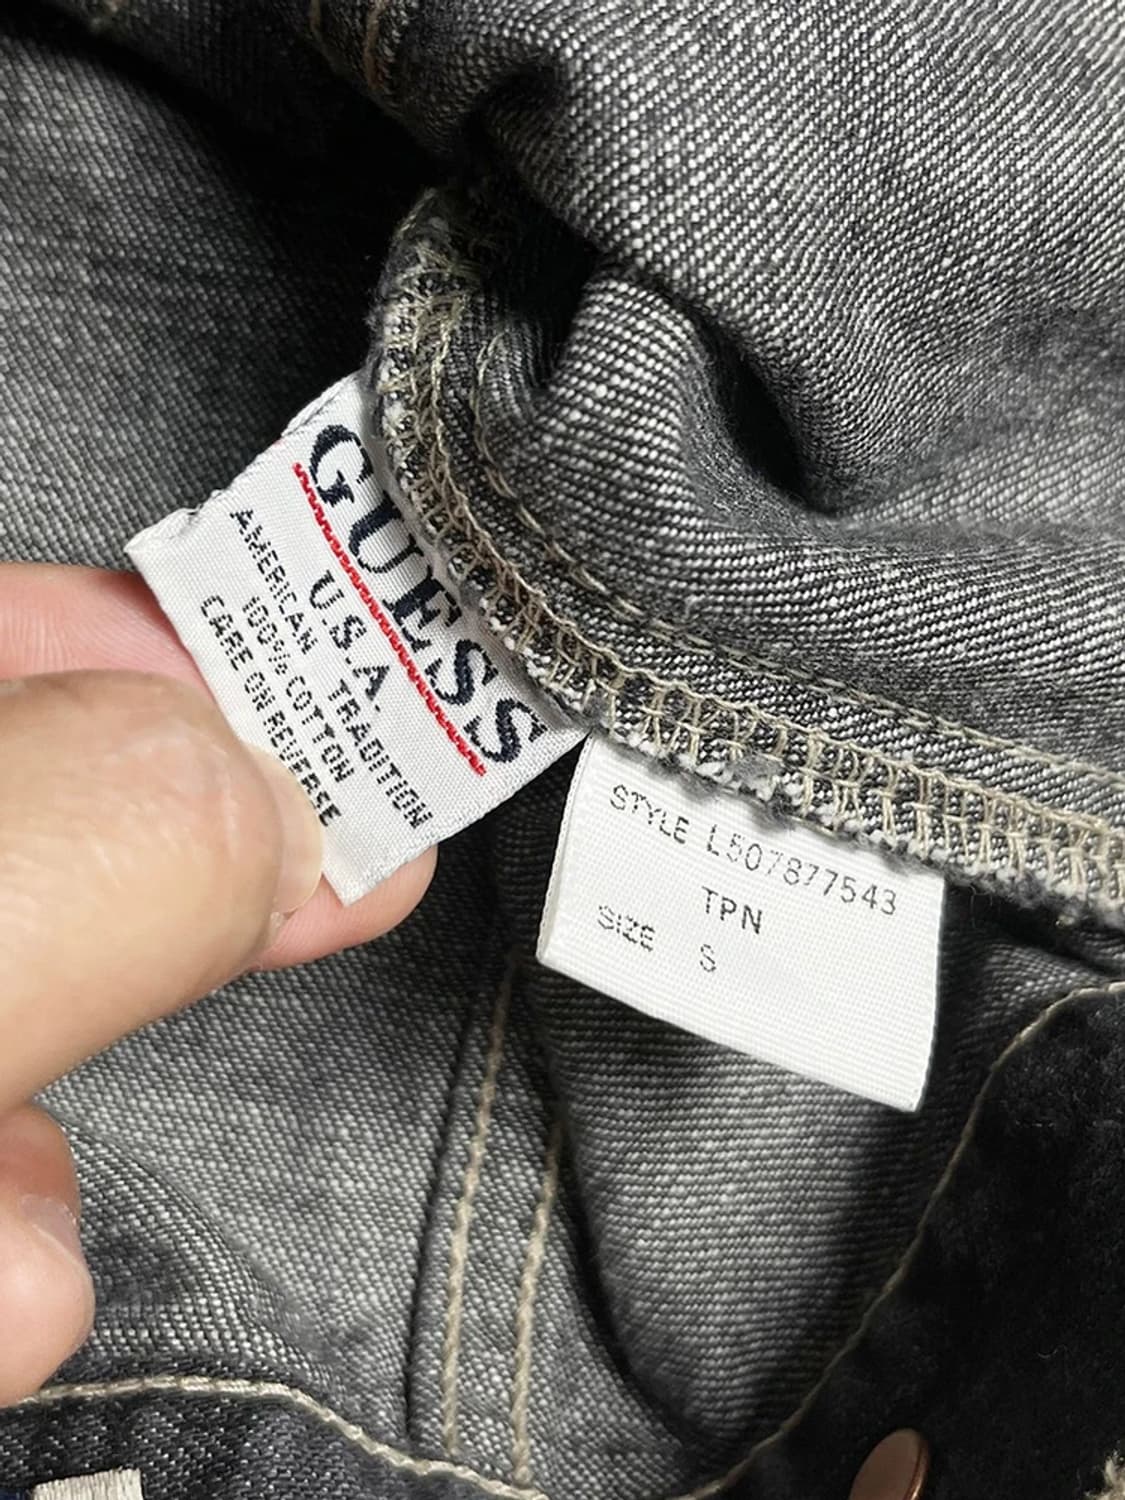 GUESS
U.S.A.
AMERICAN TRADITION
100% COTTON
CARE ON REVERSE
STYLE L507877543
TPN
SIZE S